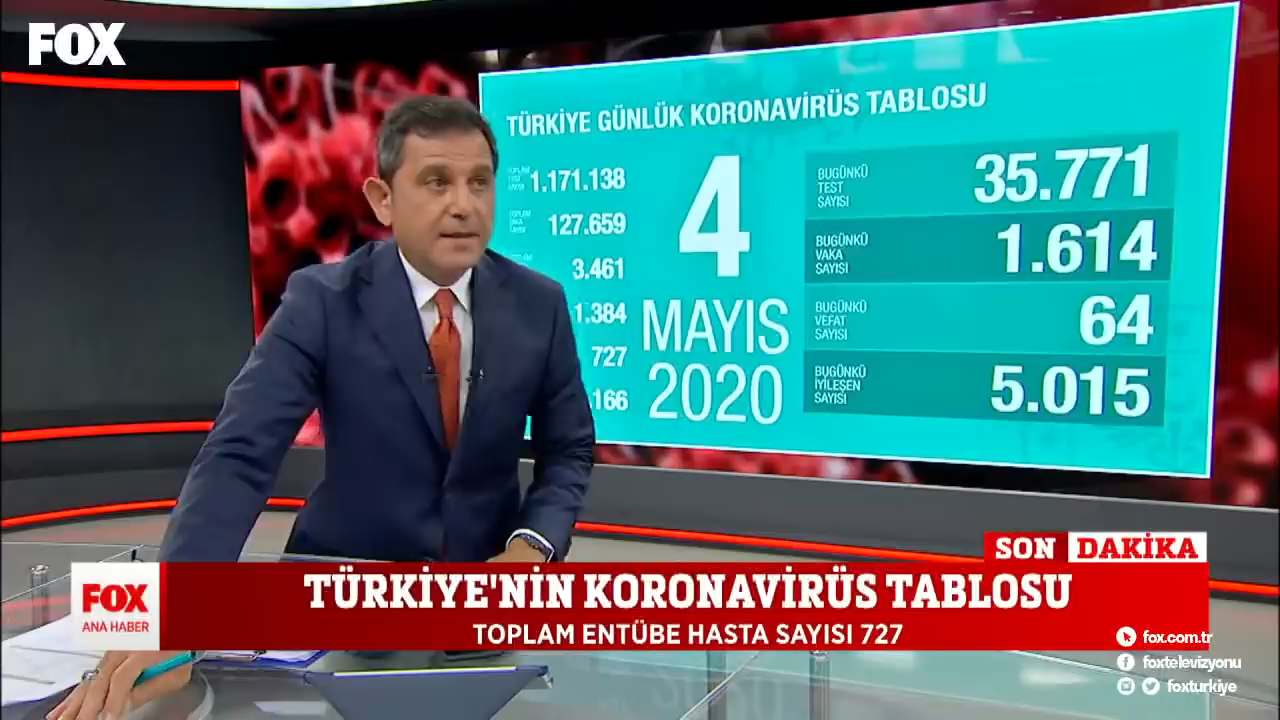 FOX
TÜRKİYE GÜNLÜK KORONAVİRÜS TABLOSU
TOPLAM
1.171.138
127.659
3.461
1.384
727
.166
4
MAYIS
2020
BUGÜNKÜ
TEST
SAYISI
35.771
BUGÜNKÜ
VAKA
SAYISI
1.614
BUGÜNKÜ
VEFAT
SAYISI
64
BUGÜNKÜ
İYİLEŞEN
SAYISI
5.015
SON DAKİKA
FOX
ANA HABER
TÜRKİYE'NİN KORONAVİRÜS TABLOSU
TOPLAM ENTÜBE HASTA SAYISI 727
fox.com.tr
foxtelevizyonu
foxturkiye